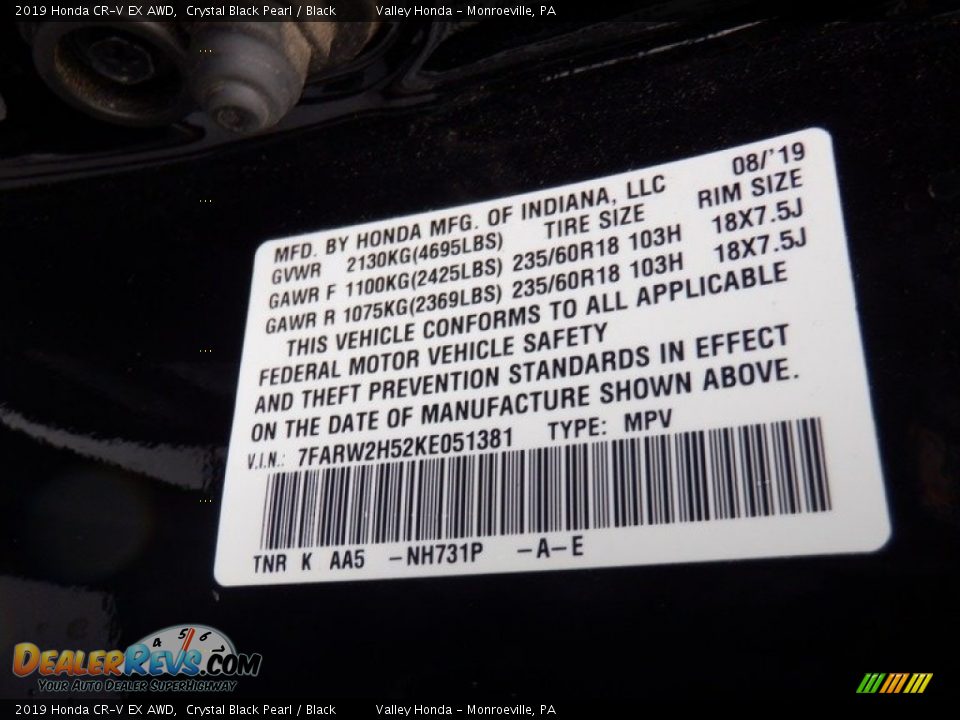 2019 Honda CR-V EX AWD, Crystal Black Pearl / Black Valley Honda - Monroeville, PA
MFD. BY HONDA MFG. OF INDIANA, LLC 08/'19
GVWR 2130KG(4695LBS) TIRE SIZE RIM SIZE
GAWR F 1100KG(2425LBS) 235/60R18 103H 18X7.5J
GAWR R 1075KG(2369LBS) 235/60R18 103H 18X7.5J
THIS VEHICLE CONFORMS TO ALL APPLICABLE
FEDERAL MOTOR VEHICLE SAFETY
AND THEFT PREVENTION STANDARDS IN EFFECT
ON THE DATE OF MANUFACTURE SHOWN ABOVE.
V.I.N.: 7FARW2H52KE051381 TYPE: MPV
TNR K AA5 -NH731P -A-E
4 5 6
DEALERREVS.COM
YOUR AUTO DEALER SUPERHIGHWAY
2019 Honda CR-V EX AWD, Crystal Black Pearl / Black Valley Honda - Monroeville, PA